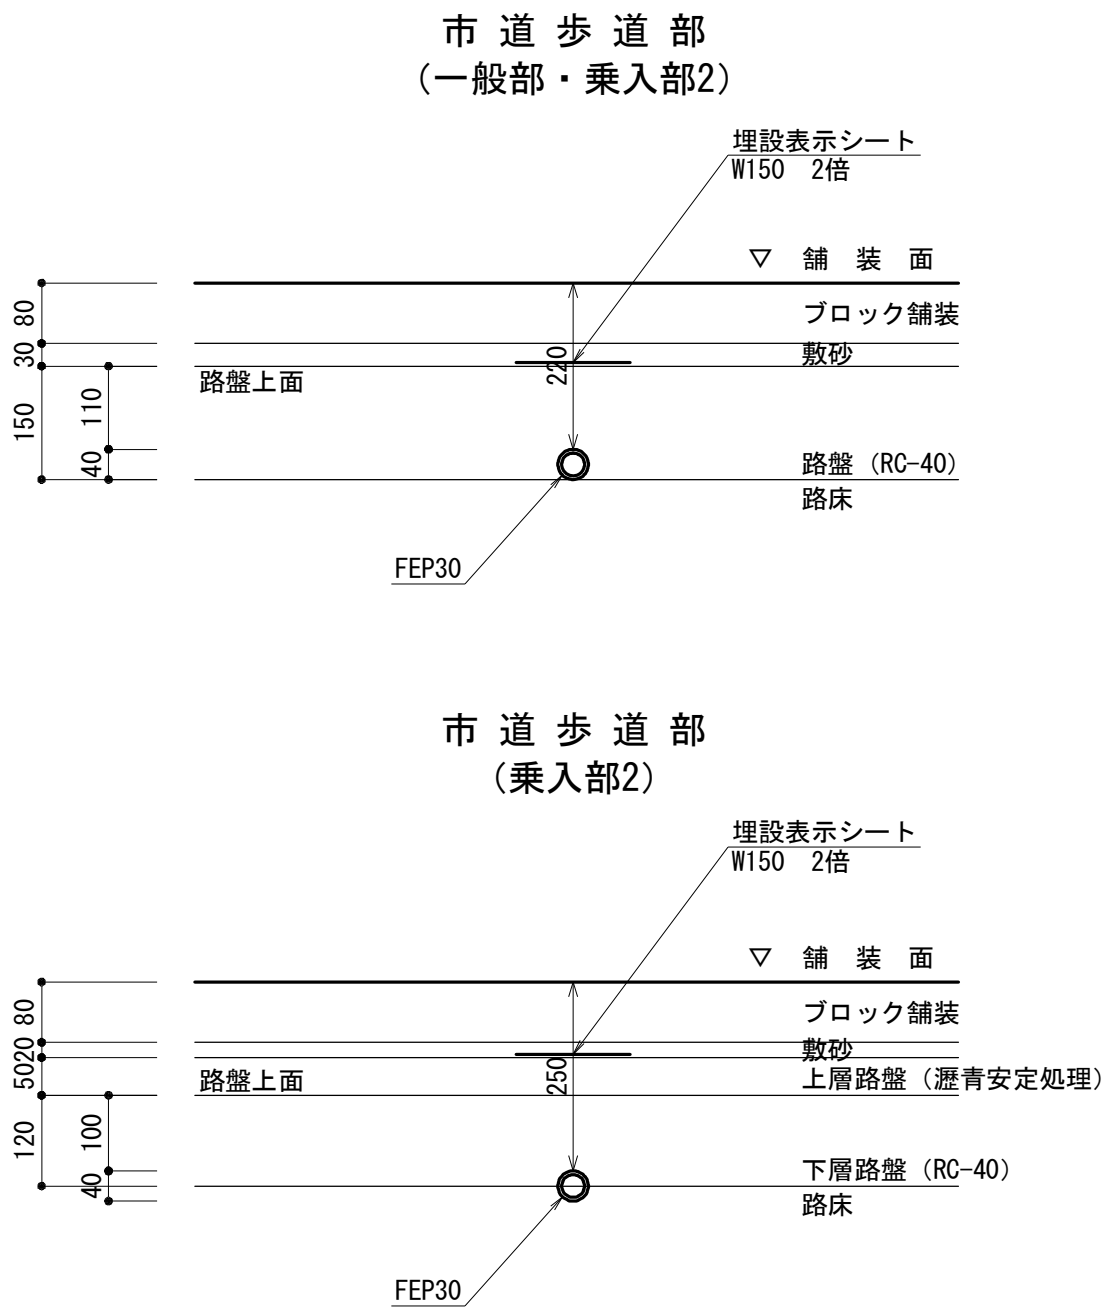 市道歩道部
(一般部・乗入部2)
埋設表示シート
W150 2倍
▽ 舗装面
80
ブロック舗装
30
敷砂
220
路盤上面
150
110
40
路盤(RC-40)
路床
FEP30
市道歩道部
(乗入部2)
埋設表示シート
W150 2倍
▽ 舗装面
80
ブロック舗装
20
敷砂
50
250
路盤上面
上層路盤(瀝青安定処理)
120
100
40
下層路盤(RC-40)
路床
FEP30